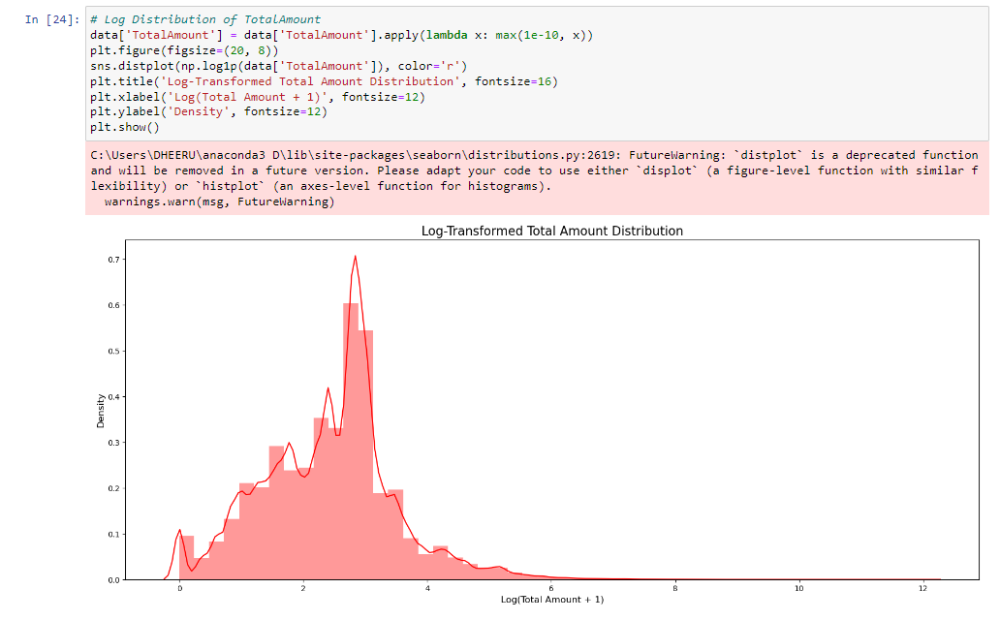 In [24]: # Log Distribution of TotalAmount
data['TotalAmount'] = data['TotalAmount'].apply(lambda x: max(1e-10, x))
plt.figure(figsize=(20, 8))
sns.distplot(np.log1p(data['TotalAmount']), color='r')
plt.title('Log-Transformed Total Amount Distribution', fontsize=16)
plt.xlabel('Log(Total Amount + 1)', fontsize=12)
plt.ylabel('Density', fontsize=12)
plt.show()
C:\Users\DHEERU\anaconda3 D\lib\site-packages\seaborn\distributions.py:2619: FutureWarning: `distplot` is a deprecated function
and will be removed in a future version. Please adapt your code to use either `displot` (a figure-level function with similar f
lexibility) or `histplot` (an axes-level function for histograms).
warnings.warn(msg, FutureWarning)
Log-Transformed Total Amount Distribution
0.7
0.6
0.5
0.4
0.3
0.2
0.1
0.0
Density
0 2 4 6 8 10 12
Log(Total Amount + 1)